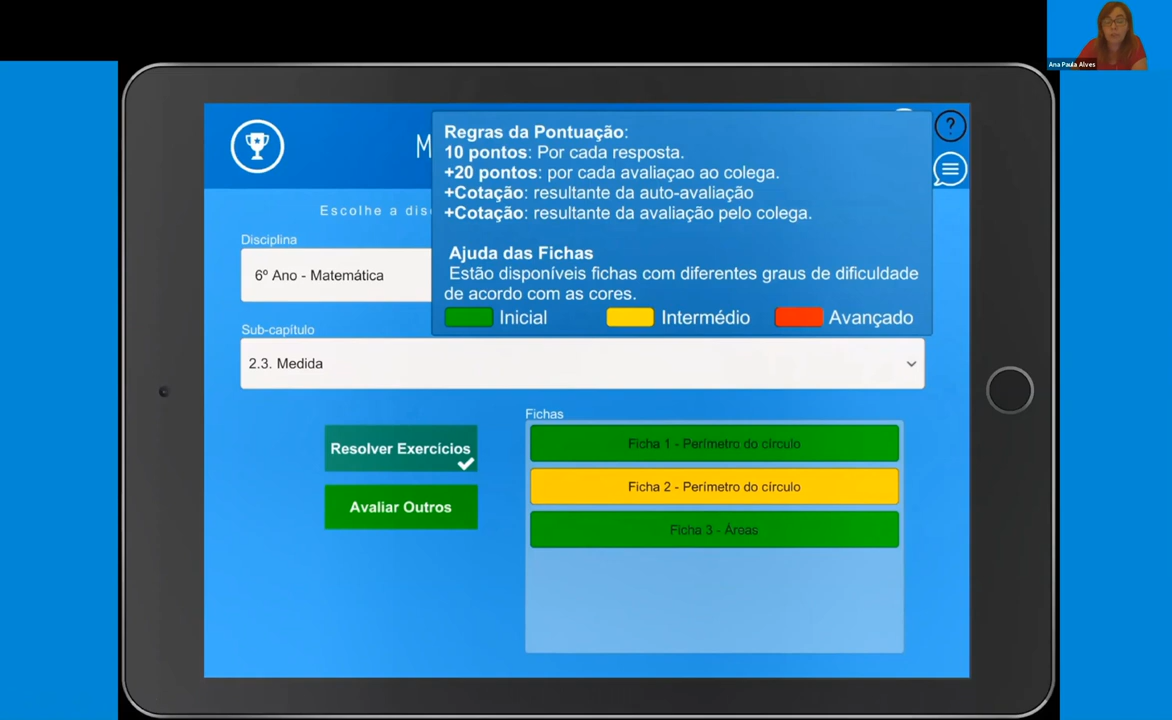 Ana Paula Alves
M
?
Regras da Pontuação:
10 pontos: Por cada resposta.
+20 pontos: por cada avaliaçao ao colega.
+Cotação: resultante da auto-avaliação
+Cotação: resultante da avaliação pelo colega.
Ajuda das Fichas
Estão disponíveis fichas com diferentes graus de dificuldade
de acordo com as cores.
Inicial
Intermédio
Avançado
Escolhe a dis
Disciplina
6º Ano - Matemática
Sub-capítulo
2.3. Medida
Resolver Exercícios
Avaliar Outros
Fichas
Ficha 1 - Perímetro do círculo
Ficha 2 - Perímetro do círculo
Ficha 3 - Áreas